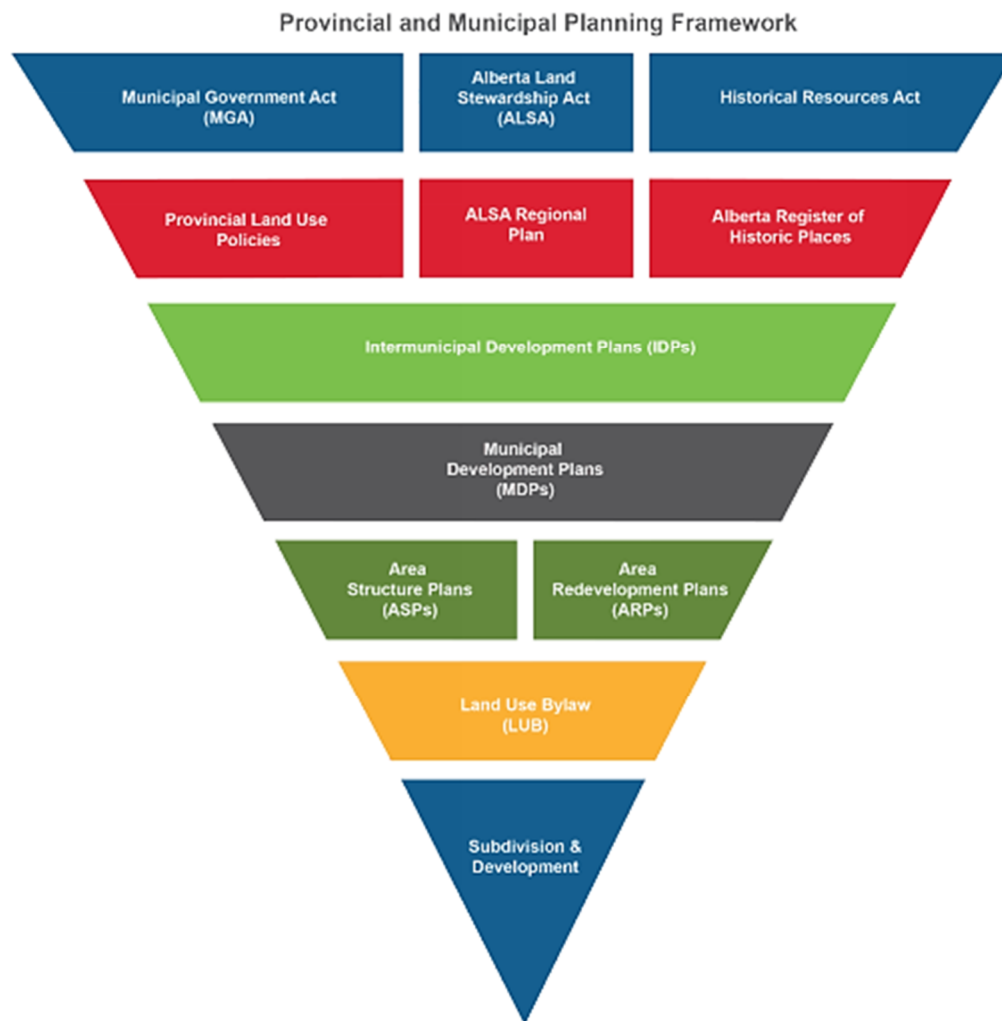 Provincial and Municipal Planning Framework
Municipal Government Act
(MGA)
Alberta Land
Stewardship Act
(ALSA)
Historical Resources Act
Provincial Land Use
Policies
ALSA Regional
Plan
Alberta Register of
Historic Places
Intermunicipal Development Plans (IDPs)
Municipal
Development Plans
(MDPs)
Area
Structure Plans
(ASPs)
Area
Redevelopment Plans
(ARPs)
Land Use Bylaw
(LUB)
Subdivision &
Development